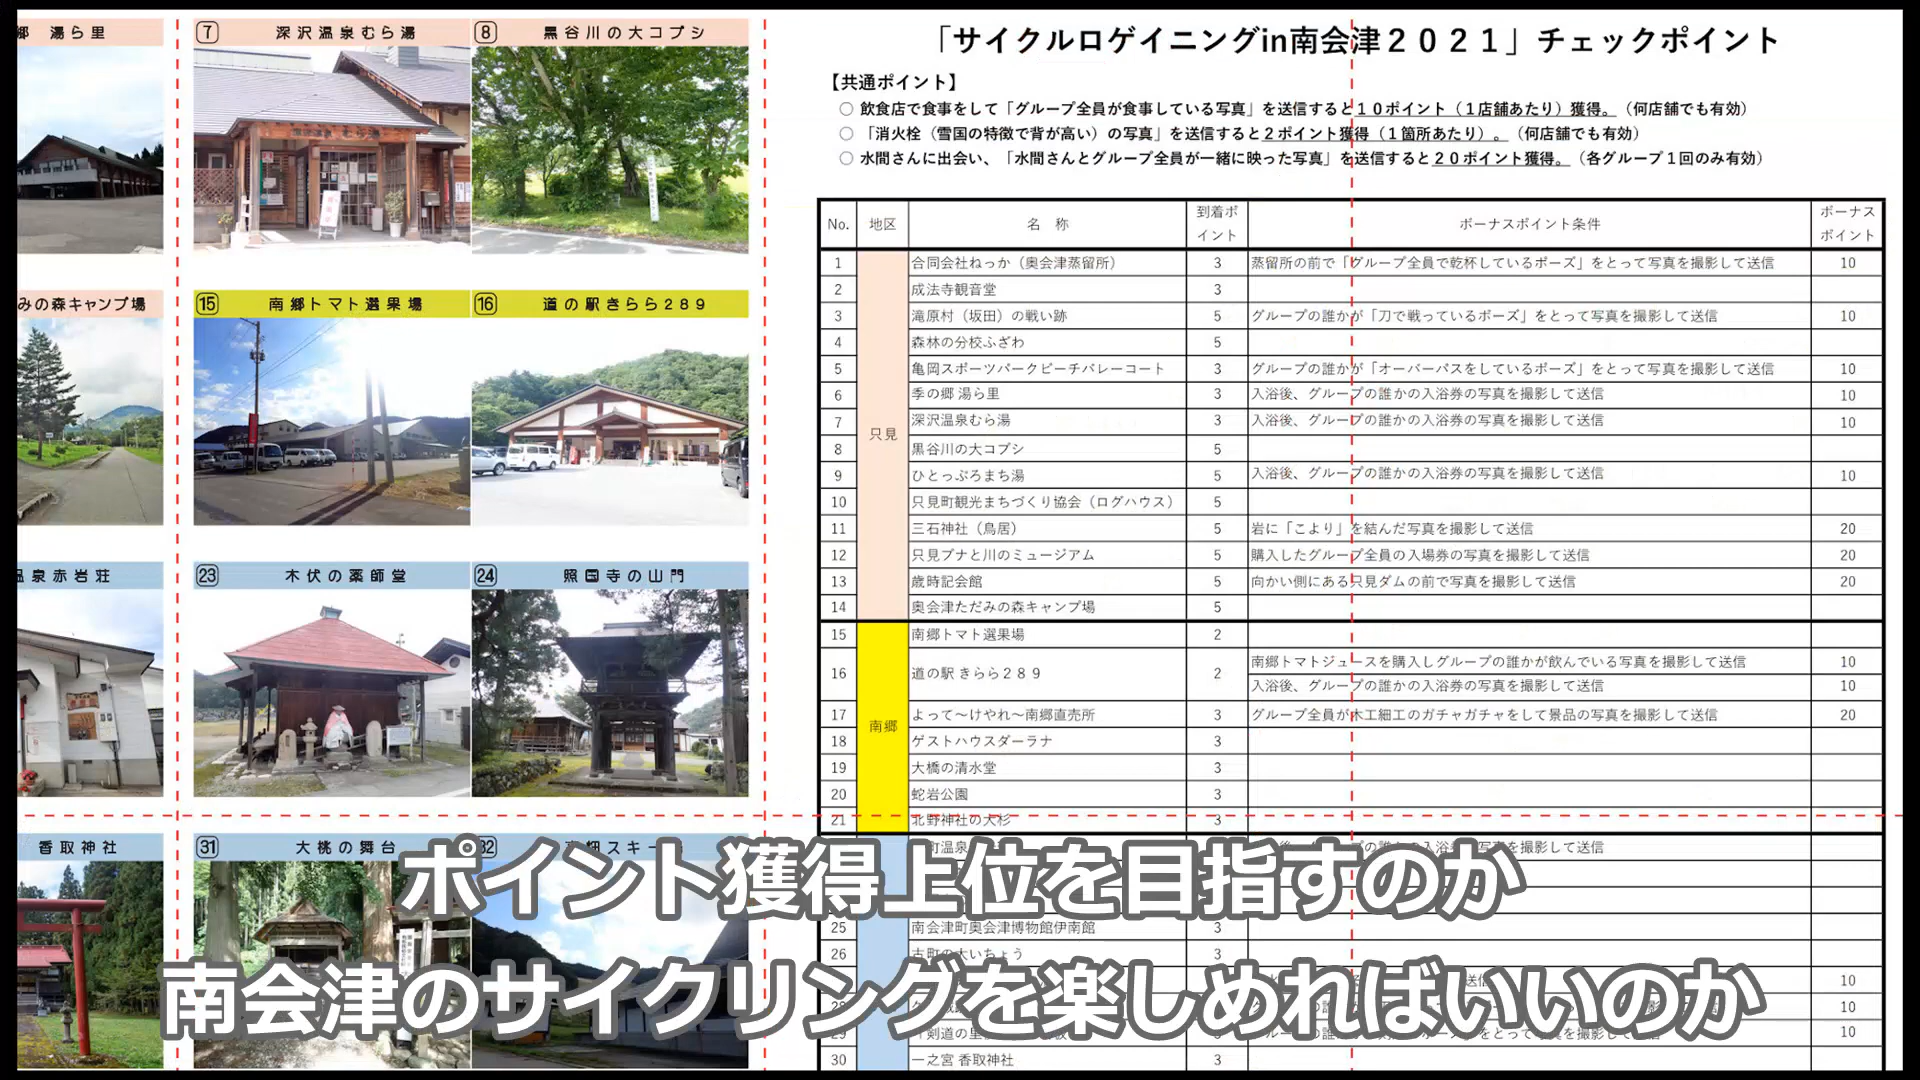 郷 湯ら里
⑦ 深沢温泉むら湯
⑧ 黒谷川の大コブシ
みの森キャンプ場
⑮ 南郷トマト選果場
⑯ 道の駅きらら289
温泉赤岩荘
㉓ 木伏の薬師堂
㉔ 照国寺の山門
香取神社
㉛ 大桃の舞台
「サイクルロゲイニングin南会津２０２１」チェックポイント
【共通ポイント】
○ 飲食店で食事をして「グループ全員が食事している写真」を送信すると１０ポイント（１店舗あたり）獲得。（何店舗でも有効）
○ 「消火栓（雪国の特徴で背が高い）の写真」を送信すると２ポイント獲得（１箇所あたり）。（何店舗でも有効）
○ 水間さんに出会い、「水間さんとグループ全員が一緒に映った写真」を送信すると２０ポイント獲得。（各グループ１回のみ有効）
No. 地区 名 称 到着ポイント ボーナスポイント条件 ボーナスポイント
只見
1 合同会社ねっか（奥会津蒸留所） 3 蒸留所の前で「グループ全員で乾杯しているポーズ」をとって写真を撮影して送信 10
2 成法寺観音堂 3
3 滝原村（坂田）の戦い跡 5 グループの誰かが「刀で戦っているポーズ」をとって写真を撮影して送信 10
4 森林の分校ふざわ 5
5 亀岡スポーツパークビーチバレーコート 3 グループの誰かが「オーバーパスをしているポーズ」をとって写真を撮影して送信 10
6 季の郷 湯ら里 3 入浴後、グループの誰かの入浴券の写真を撮影して送信 10
7 深沢温泉むら湯 3 入浴後、グループの誰かの入浴券の写真を撮影して送信 10
8 黒谷川の大コブシ 5
9 ひとっぷろまち湯 5 入浴後、グループの誰かの入浴券の写真を撮影して送信 10
10 只見町観光まちづくり協会（ログハウス） 5
11 三石神社（鳥居） 5 岩に「こより」を結んだ写真を撮影して送信 20
12 只見ブナと川のミュージアム 5 購入したグループ全員の入場券の写真を撮影して送信 20
13 歳時記会館 5 向かい側にある只見ダムの前で写真を撮影して送信 20
14 奥会津ただみの森キャンプ場 5
南郷
15 南郷トマト選果場 2
16 道の駅 きらら２８９ 2 南郷トマトジュースを購入しグループの誰かが飲んでいる写真を撮影して送信 10
入浴後、グループの誰かの入浴券の写真を撮影して送信 10
17 よって～けやれ～南郷直売所 3 グループ全員が木工細工のガチャガチャをして景品の写真を撮影して送信 20
18 ゲストハウスダーラナ 3
19 大橋の清水堂 3
20 蛇岩公園 3
21 北野神社の大杉 3
25 南会津町奥会津博物館伊南館 3
26 古町の大いちょう 3
10
10
10
30 一之宮 香取神社 3
ポイント獲得上位を目指すのか
南会津のサイクリングを楽しめればいいのか